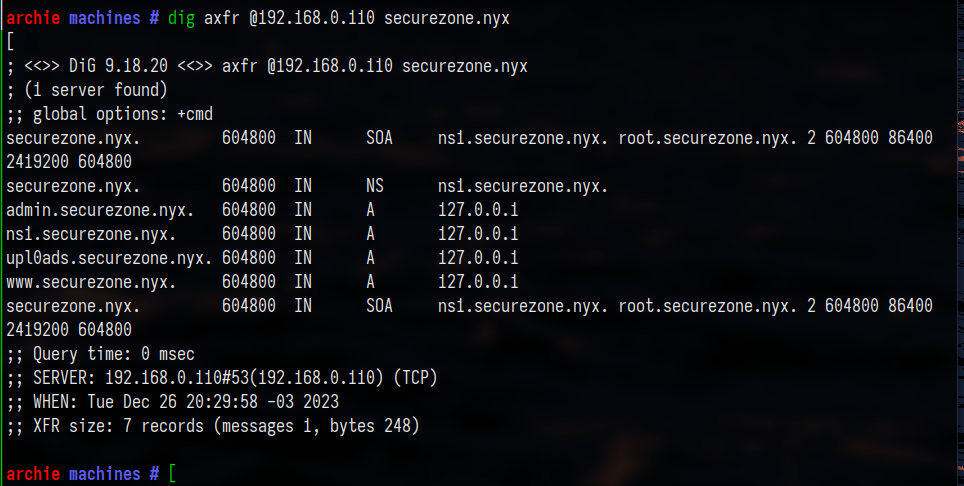 archie machines # dig axfr @192.168.0.110 securezone.nyx
[
; <<>> DiG 9.18.20 <<>> axfr @192.168.0.110 securezone.nyx
; (1 server found)
;; global options: +cmd
securezone.nyx. 604800 IN SOA ns1.securezone.nyx. root.securezone.nyx. 2 604800 86400
2419200 604800
securezone.nyx. 604800 IN NS ns1.securezone.nyx.
admin.securezone.nyx. 604800 IN A 127.0.0.1
ns1.securezone.nyx. 604800 IN A 127.0.0.1
upl0ads.securezone.nyx. 604800 IN A 127.0.0.1
www.securezone.nyx. 604800 IN A 127.0.0.1
securezone.nyx. 604800 IN SOA ns1.securezone.nyx. root.securezone.nyx. 2 604800 86400
2419200 604800
;; Query time: 0 msec
;; SERVER: 192.168.0.110#53(192.168.0.110) (TCP)
;; WHEN: Tue Dec 26 20:29:58 -03 2023
;; XFR size: 7 records (messages 1, bytes 248)
archie machines # [